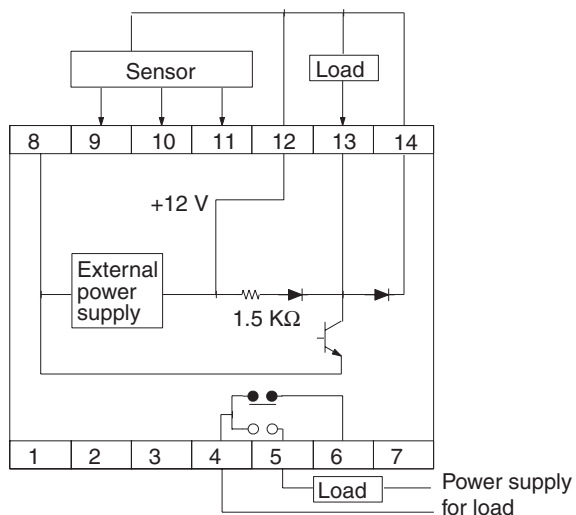 Sensor
Load
8 9 10 11 12 13 14
+12 V
External
power
supply
1.5 KΩ
1 2 3 4 5 6 7
Load
Power supply
for load